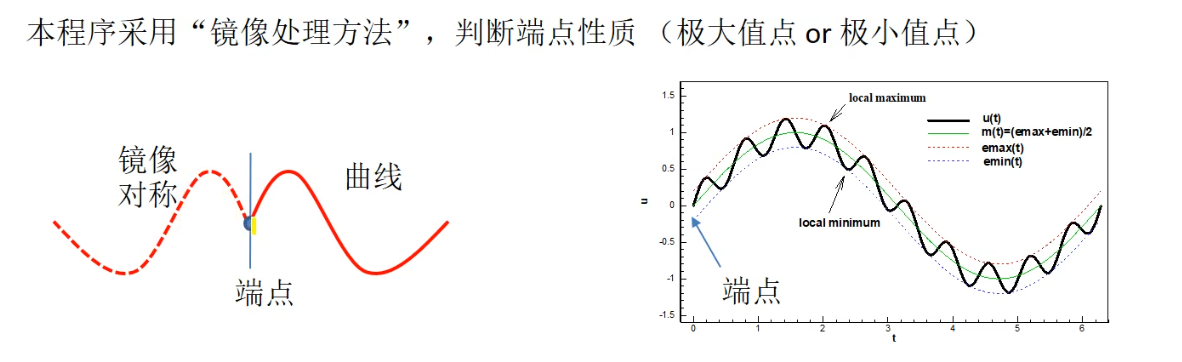 本程序采用“镜像处理方法”，判断端点性质 （极大值点 or 极小值点）
镜像
对称
曲线
端点
1.5
1
0.5
0
-0.5
-1
-1.5
u
local maximum
u(t)
m(t)=(emax+emin)/2
emax(t)
emin(t)
local minimum
端点
0 1 2 3 4 5 6
t